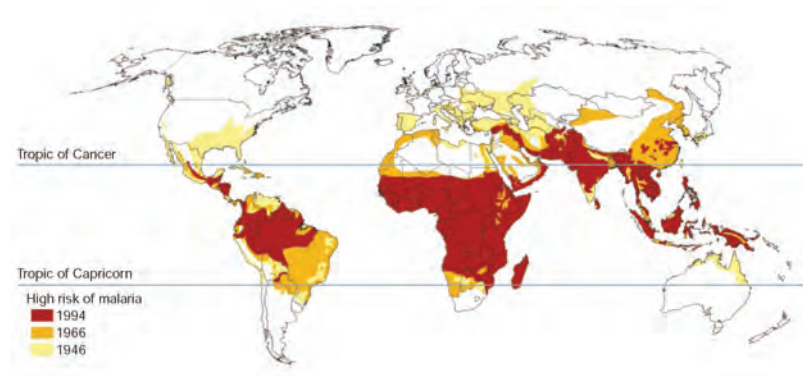 Tropic of Cancer
Tropic of Capricorn
High risk of malaria
1994
1966
1946